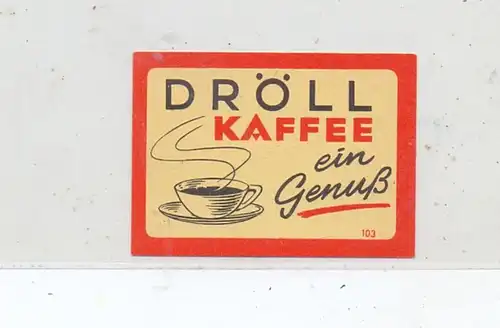 DRÖLL
KAFFEE
ein
Genuß
103